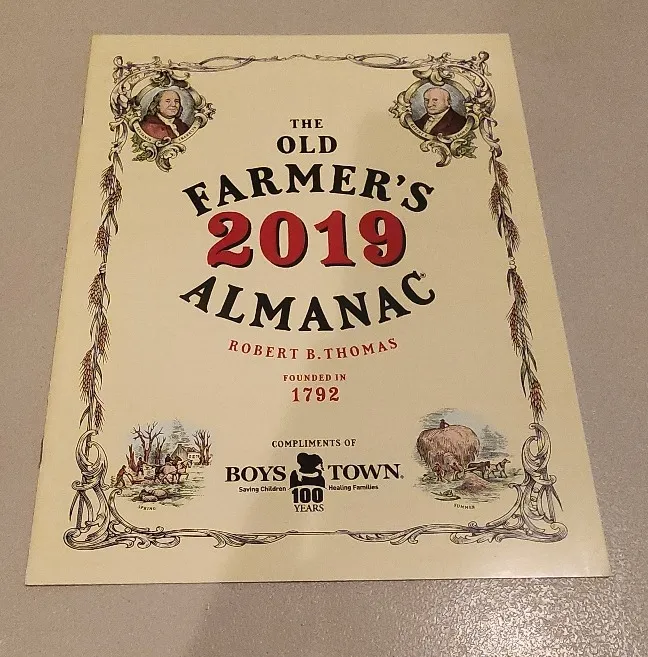 THE
OLD
FARMER'S
2019
ALMANAC®
ROBERT B. THOMAS
FOUNDED IN
1792
COMPLIMENTS OF
BOYS TOWN®
Saving Children Healing Families
100
YEARS
SPRING
SUMMER